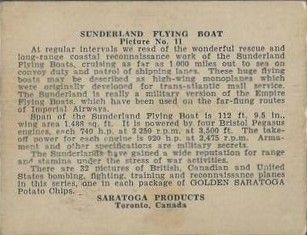 SUNDERLAND FLYING BOAT
Picture No. 11
At regular intervals we read of the wonderful rescue and
long-range coastal reconnaissance work of the Sunderland
Flying Boats, cruising as far as 1,000 miles out to sea on
convoy duty and patrol of shipping lanes. These huge flying
boats may be described as high-wing monoplanes which
were originally developed for trans-atlantic mail service.
The Sunderland is really a military version of the Empire
Flying Boats, which have been used on the far-flung routes
of Imperial Airways.
Span of the Sunderland Flying Boat is 112 ft. 9.5 in.,
wing area 1,488 sq. ft. It is powered by four Bristol Pegasus
engines, each 740 h.p. at 2250 r.p.m. at 3,500 ft. The take-
off power for each engine is 920 h.p. at 2,475 r.p.m. Arma-
ment and other specifications are military secrets.
The Sunderlands have gained a wide reputation for range
and stamina under the stress of war activities.
There are 32 pictures of British, Canadian and United
States bombing, fighting, training and reconnaissance planes
in this series, one in each package of GOLDEN SARATOGA
Potato Chips.
SARATOGA PRODUCTS
Toronto, Canada